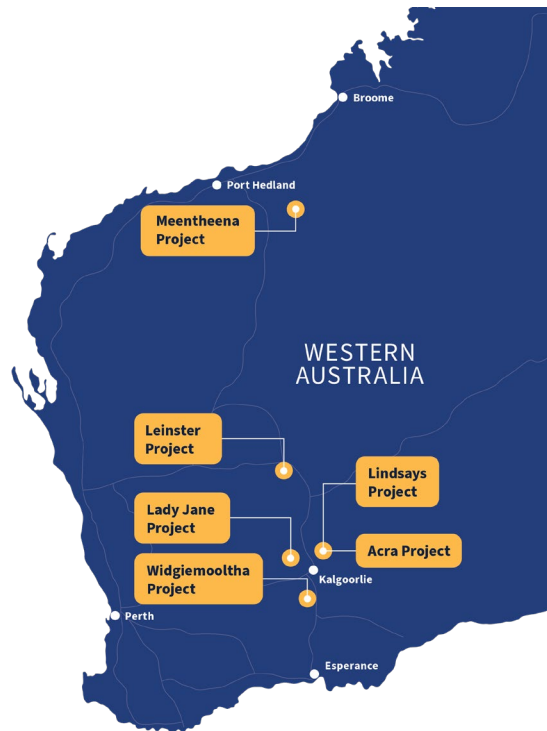 Broome
Port Hedland
Meentheena
Project
WESTERN
AUSTRALIA
Leinster
Project
Lindsays
Project
Lady Jane
Project
Acra Project
Widgiemooltha
Project
Kalgoorlie
Perth
Esperance